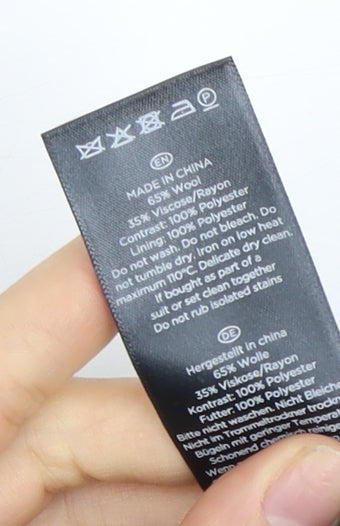 P
EN
MADE IN CHINA
65% Wool
35% Viscose/Rayon
Contrast: 100% Polyester
Lining: 100% Polyester
Do not wash. Do not bleach. Do
not tumble dry. Iron on low heat
maximum 110°C. Delicate dry clean.
If bought as part of a
suit or set clean together
Do not rub isolated stains
DE
Hergestellt in china
65% Wolle
35% Viskose/Rayon
Kontrast: 100% Polyester
Futter: 100% Polyester
Bitte nicht waschen. Nicht Bleiche
Nicht im Trommeltrockner trock
Bügeln mit geringer Tempera
Schonend chemisch reinige
Wenn